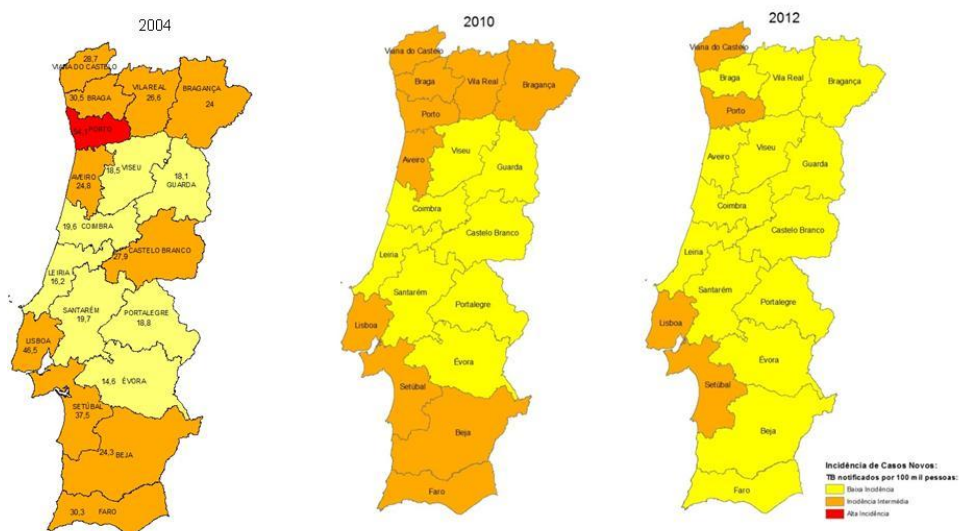 2004
28,7
VIANA DO CASTELO
30,5 BRAGA
VILA REAL
26,6
BRAGANÇA
24
PORTO
AVEIRO
24,8
VISEU
18,5
18,1
GUARDA
19,6 COIMBRA
CASTELO BRANCO
27,9
LEIRIA
16,2
SANTARÉM
19,7
PORTALEGRE
18,8
LISBOA
46,5
14,6 ÉVORA
SETÚBAL
37,5
24,3 BEJA
30,3 FARO
2010
Viana do Castelo
Braga
Vila Real
Bragança
Porto
Aveiro
Viseu
Guarda
Coimbra
Castelo Branco
Leiria
Santarém
Portalegre
Lisboa
Évora
Setúbal
Beja
Faro
2012
Viana do Castelo
Braga
Vila Real
Bragança
Porto
Aveiro
Viseu
Guarda
Coimbra
Castelo Branco
Leiria
Santarém
Portalegre
Lisboa
Évora
Setúbal
Beja
Faro
Incidência de Casos Novos:
TB notificados por 100 mil pessoas:
Baixa Incidência
Incidência Intermédia
Alta Incidência